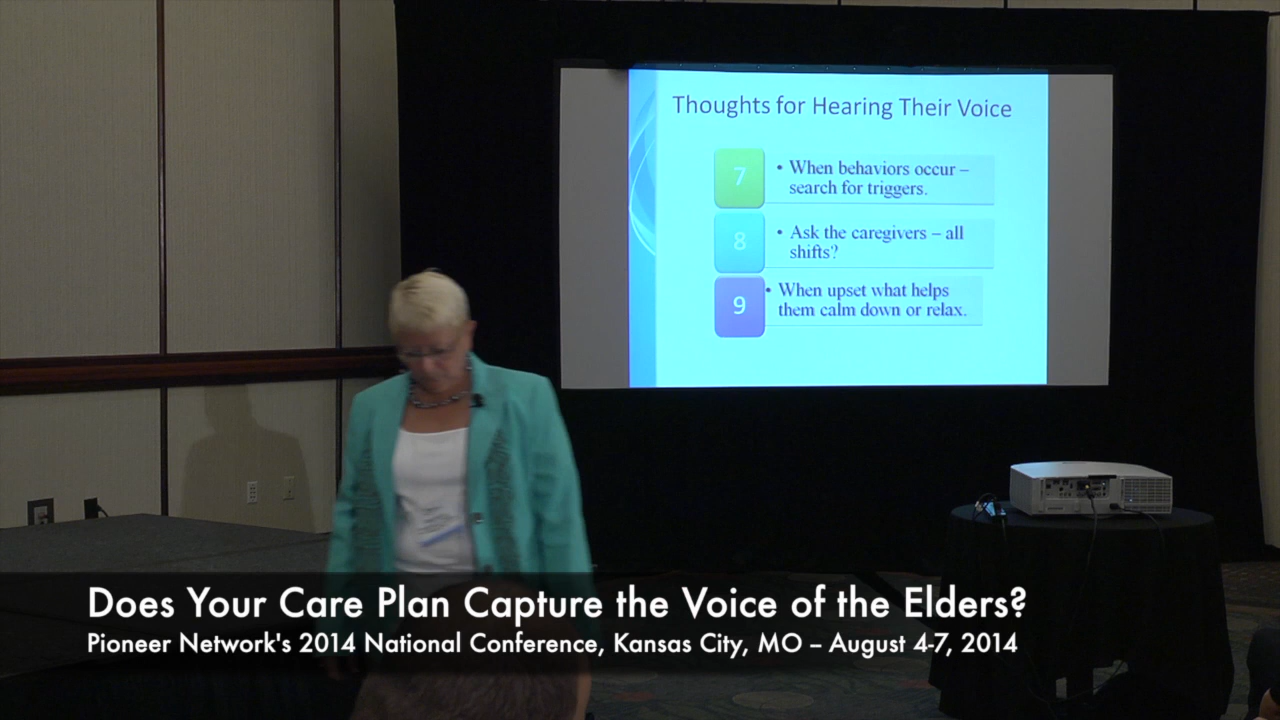 Thoughts for Hearing Their Voice
7
• When behaviors occur –
search for triggers.
8
• Ask the caregivers – all
shifts?
9
• When upset what helps
them calm down or relax.
Does Your Care Plan Capture the Voice of the Elders?
Pioneer Network's 2014 National Conference, Kansas City, MO – August 4-7, 2014